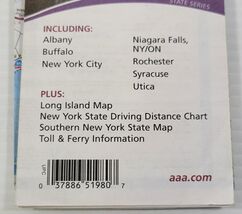 STATE SERIES
INCLUDING:
Albany
Buffalo
New York City
Niagara Falls,
NY/ON
Rochester
Syracuse
Utica
PLUS:
Long Island Map
New York State Driving Distance Chart
Southern New York State Map
Toll & Ferry Information
UPC
0 37886 51980 7
aaa.com